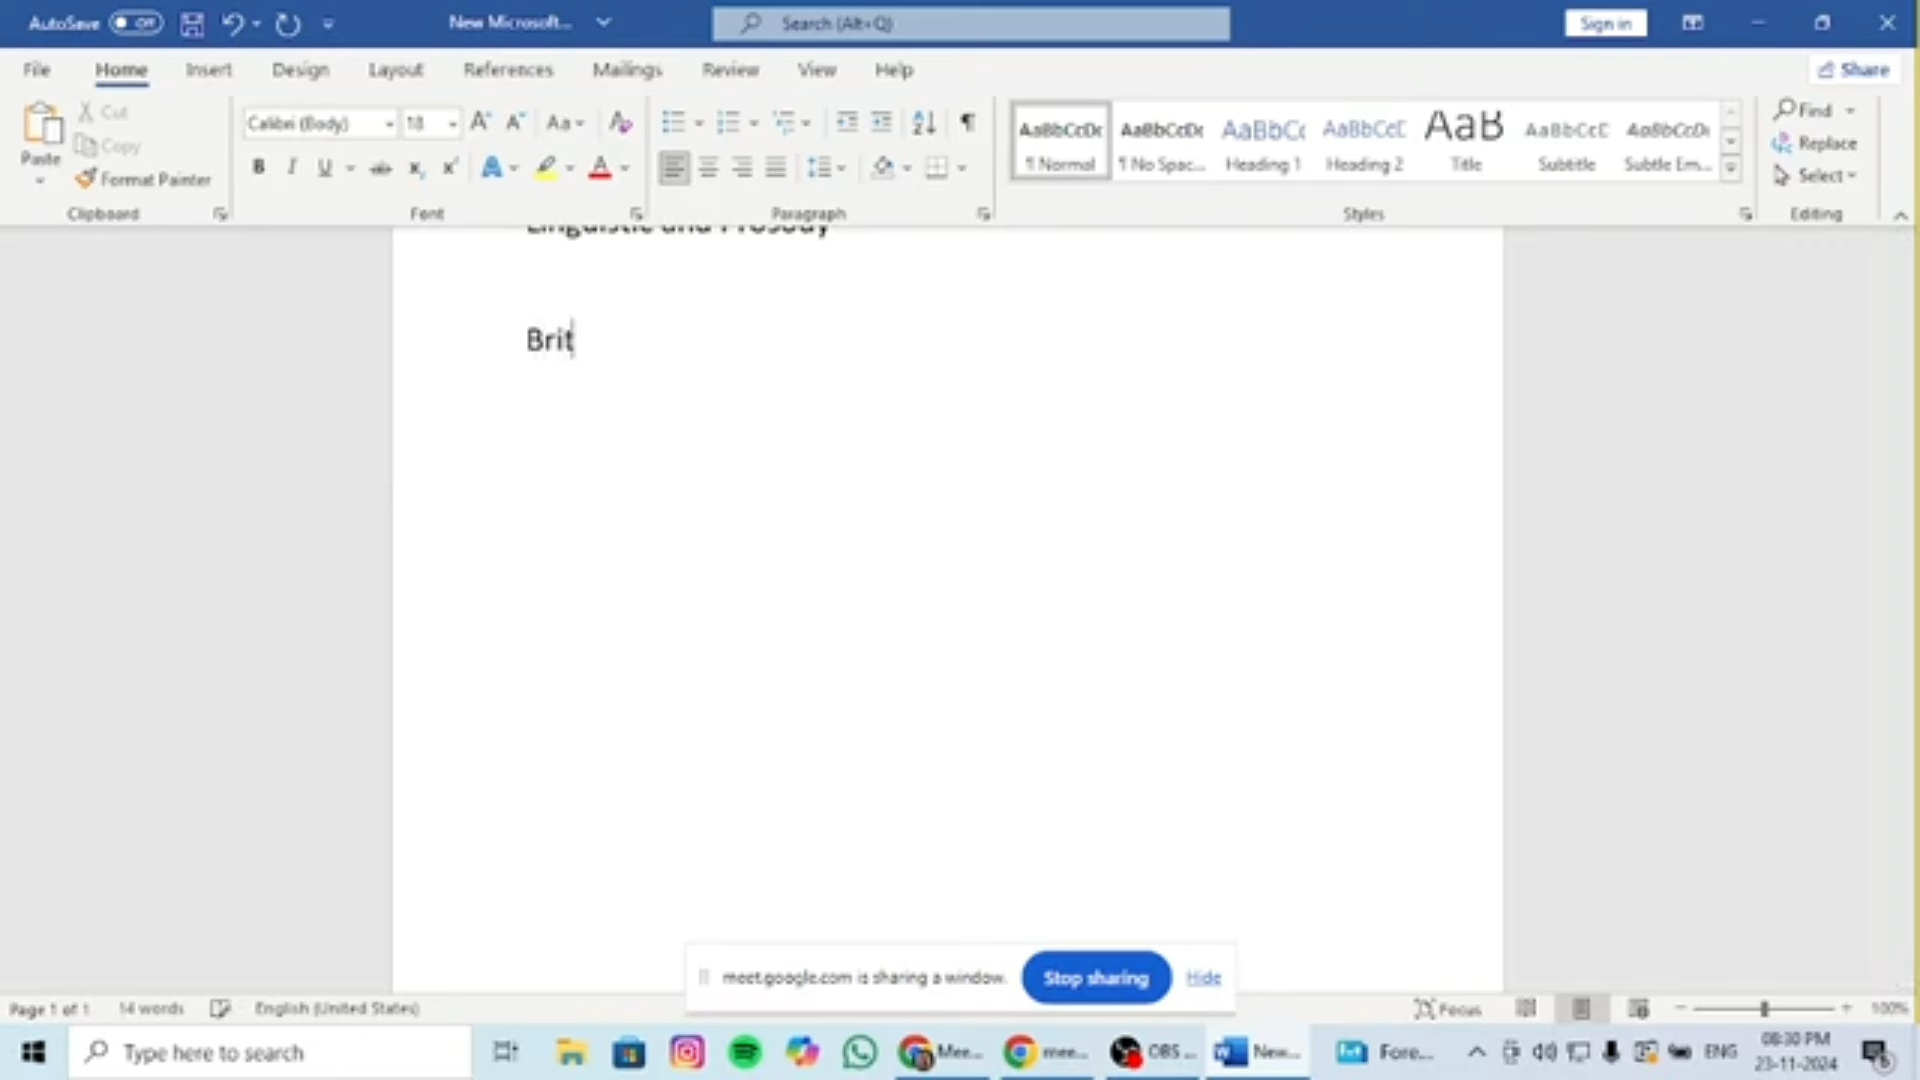 AutoSave Off New Microsoft... Search (Alt+Q) Sign in
File Home Insert Design Layout References Mailings Review View Help Share
Paste Cut Copy Format Painter
Clipboard
Calibri (Body) 18
Font
Paragraph
AaBbCcDc AaBbCcDc AaBbCc AaBbCcC AaB AaBbCcC AaBbCcDc
¶ Normal ¶ No Spac... Heading 1 Heading 2 Title Subtitle Subtle Em...
Styles
Find
Replace
Select
Editing
Linguistic and Prosody
Brit
meet.google.com is sharing a window. Stop sharing Hide
Page 1 of 1 14 words English (United States) Focus 100%
Type here to search Mee... mee... OBS ... New... Fore... ENG 08:30 PM
23-11-2024